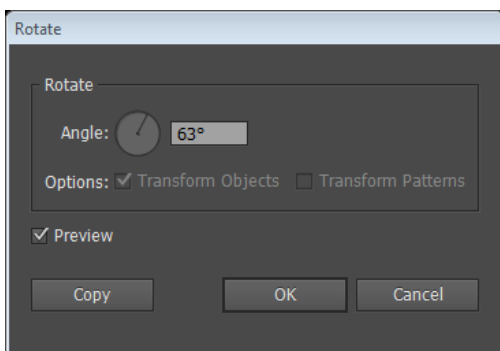 Rotate
Rotate
Angle: 63°
Options: Transform Objects Transform Patterns
Preview
Copy OK Cancel